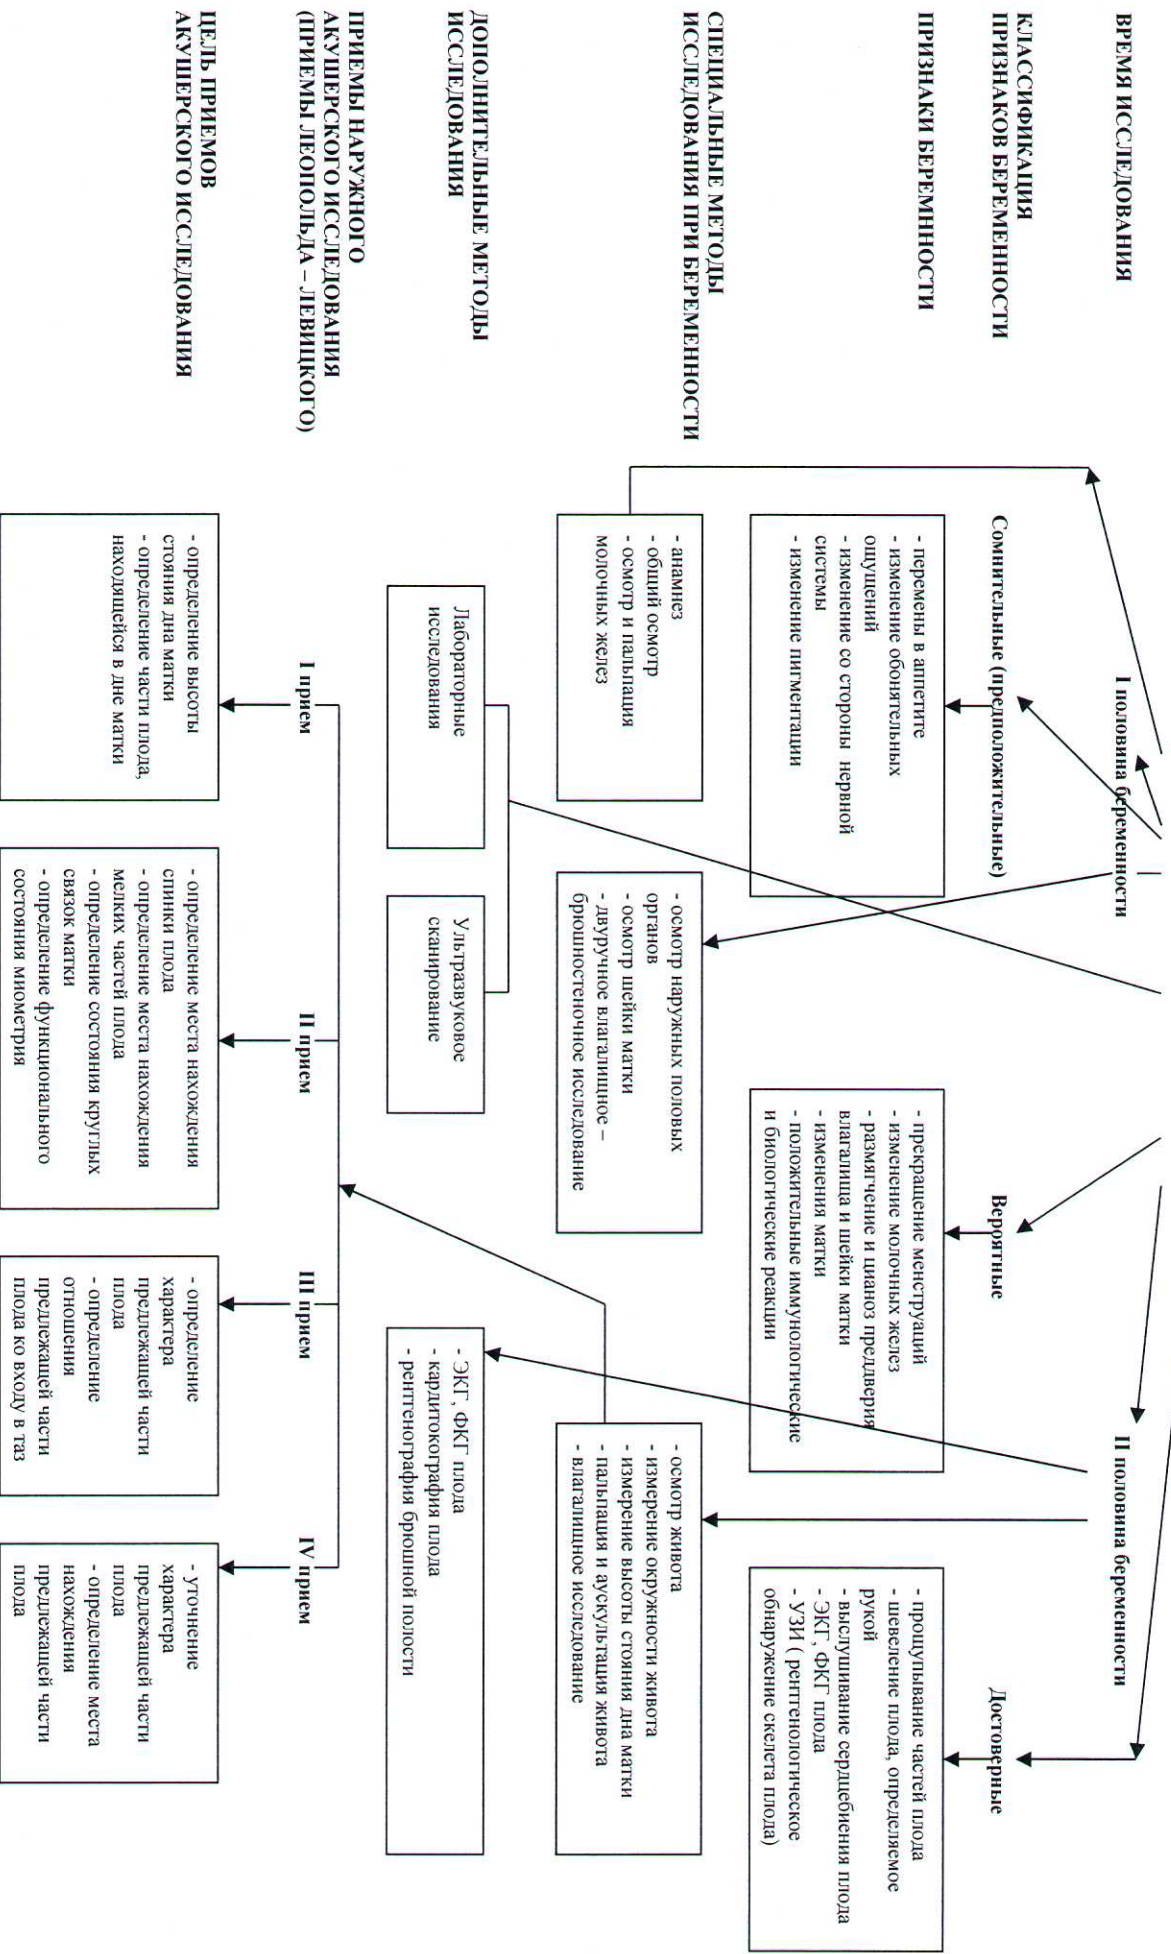 ВРЕМЯ ИССЛЕДОВАНИЯ
I половина беременности
II половина беременности
КЛАССИФИКАЦИЯ
ПРИЗНАКОВ БЕРЕМЕННОСТИ
Сомнительные (предположительные)
Вероятные
Достоверные
ПРИЗНАКИ БЕРЕМННОСТИ
- перемены в аппетите
- изменение обонятельных
ощущений
- изменение со стороны нервной
системы
- изменение пигментации
- прекращение менструаций
- изменение молочных желез
- размягчение и цианоз преддверия
влагалища и шейки матки
- изменения матки
- положительные иммунологические
и биологические реакции
- прощупывание частей плода
- шевеление плода, определяемое
рукой
- выслушивание сердцебиения плода
- ЭКГ, ФКГ плода
- УЗИ ( рентгенологическое
обнаружение скелета плода)
СПЕЦИАЛЬНЫЕ МЕТОДЫ
ИССЛЕДОВАНИЯ ПРИ БЕРЕМЕННОСТИ
- анамнез
- общий осмотр
- осмотр и пальпация
молочных желез
- осмотр наружных половых
органов
- осмотр шейки матки
- двуручное влагалищное –
брюшностеночное исследование
- осмотр живота
- измерение окружности живота
- измерение высоты стояния дна матки
- пальпация и аускультация живота
- влагалищное исследование
ДОПОЛНИТЕЛЬНЫЕ МЕТОДЫ
ИССЛЕДОВАНИЯ
Лабораторные
исследования
Ультразвуковое
сканирование
- ЭКГ, ФКГ плода
- кардитокография плода
- рентгенография брюшной полости
ПРИЕМЫ НАРУЖНОГО
АКУШЕРСКОГО ИССЛЕДОВАНИЯ
(ПРИЕМЫ ЛЕОПОЛЬДА – ЛЕВИЦКОГО)
I прием
II прием
III прием
IV прием
ЦЕЛЬ ПРИЕМОВ
АКУШЕРСКОГО ИССЛЕДОВАНИЯ
- определение высоты
стояния дна матки
- определение части плода,
находящейся в дне матки
- определение места нахождения
спинки плода
- определение места нахождения
мелких частей плода
- определение состояния круглых
связок матки
- определение функционального
состояния миометрия
- определение
характера
предлежащей части
плода
- определение
отношения
предлежащей части
плода ко входу в таз
- уточнение
характера
предлежащей части
плода
- определение места
нахождения
предлежащей части
плода